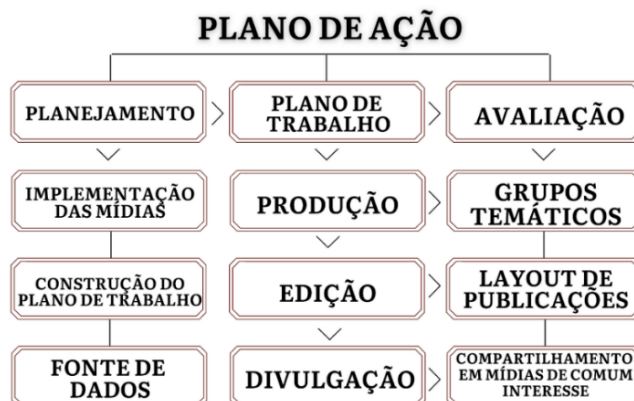 PLANO DE AÇÃO
PLANEJAMENTO
PLANO DE
TRABALHO
AVALIAÇÃO
IMPLEMENTAÇÃO
DAS MÍDIAS
PRODUÇÃO
GRUPOS
TEMÁTICOS
CONSTRUÇÃO DO
PLANO DE TRABALHO
EDIÇÃO
LAYOUT DE
PUBLICAÇÕES
FONTE DE
DADOS
DIVULGAÇÃO
COMPARTILHAMENTO
EM MÍDIAS DE COMUM
INTERESSE